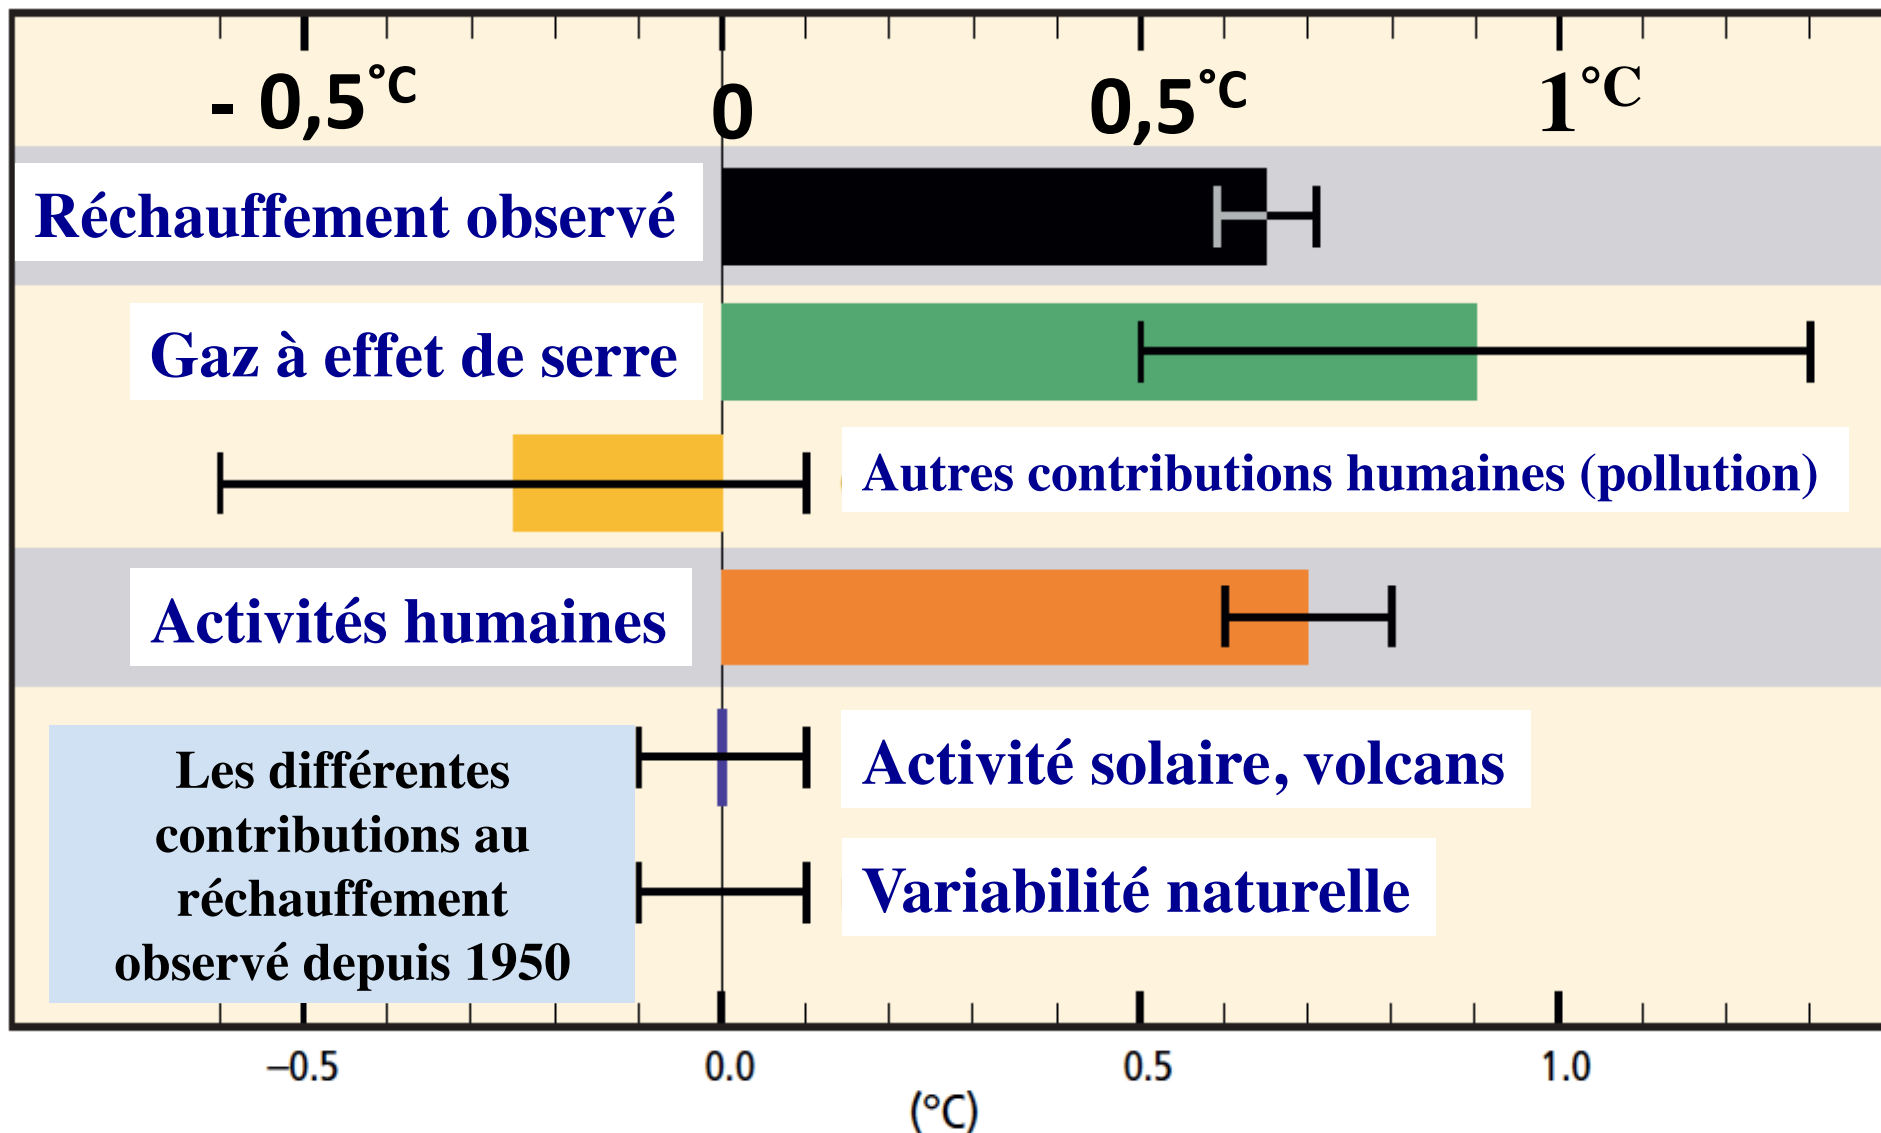 - 0,5°C 0 0,5°C 1°C
Réchauffement observé
Gaz à effet de serre
Autres contributions humaines (pollution)
Activités humaines
Activité solaire, volcans
Variabilité naturelle
Les différentes
contributions au
réchauffement
observé depuis 1950
–0.5 0.0 0.5 1.0
(°C)